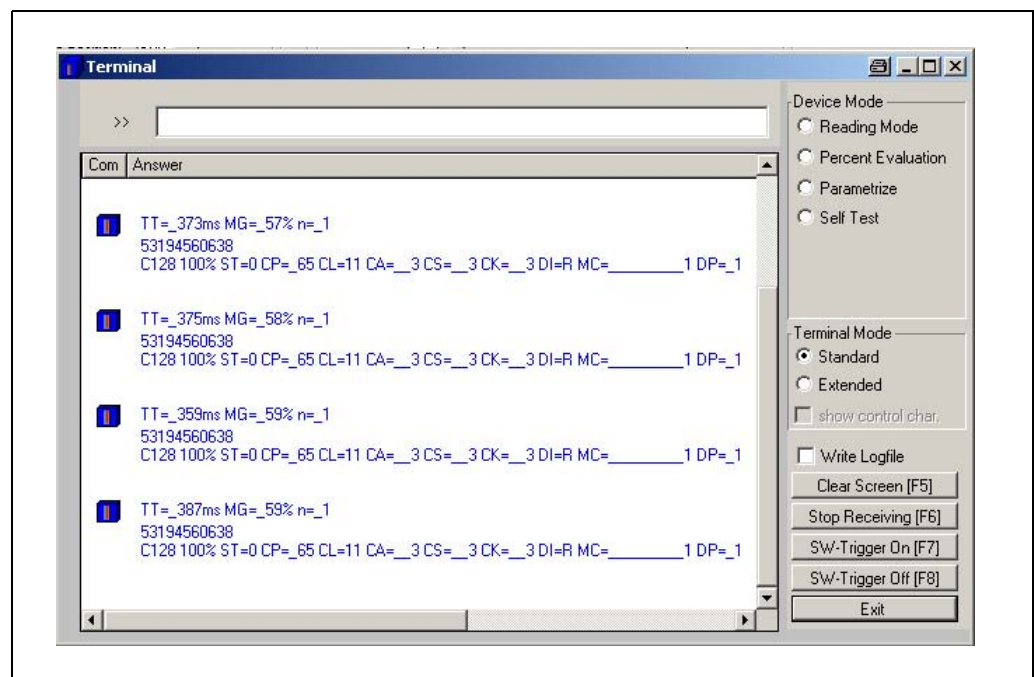 Terminal
>>
Com Answer
TT=_373ms MG=_57% n=_1
53194560638
C128 100% ST=0 CP=_65 CL=11 CA=__3 CS=__3 CK=__3 DI=R MC=_________1 DP=_1
TT=_375ms MG=_58% n=_1
53194560638
C128 100% ST=0 CP=_65 CL=11 CA=__3 CS=__3 CK=__3 DI=R MC=_________1 DP=_1
TT=_359ms MG=_59% n=_1
53194560638
C128 100% ST=0 CP=_65 CL=11 CA=__3 CS=__3 CK=__3 DI=R MC=_________1 DP=_1
TT=_387ms MG=_59% n=_1
53194560638
C128 100% ST=0 CP=_65 CL=11 CA=__3 CS=__3 CK=__3 DI=R MC=_________1 DP=_1
Device Mode
Reading Mode
Percent Evaluation
Parametrize
Self Test
Terminal Mode
Standard
Extended
show control char.
Write Logfile
Clear Screen [F5]
Stop Receiving [F6]
SW-Trigger On [F7]
SW-Trigger Off [F8]
Exit